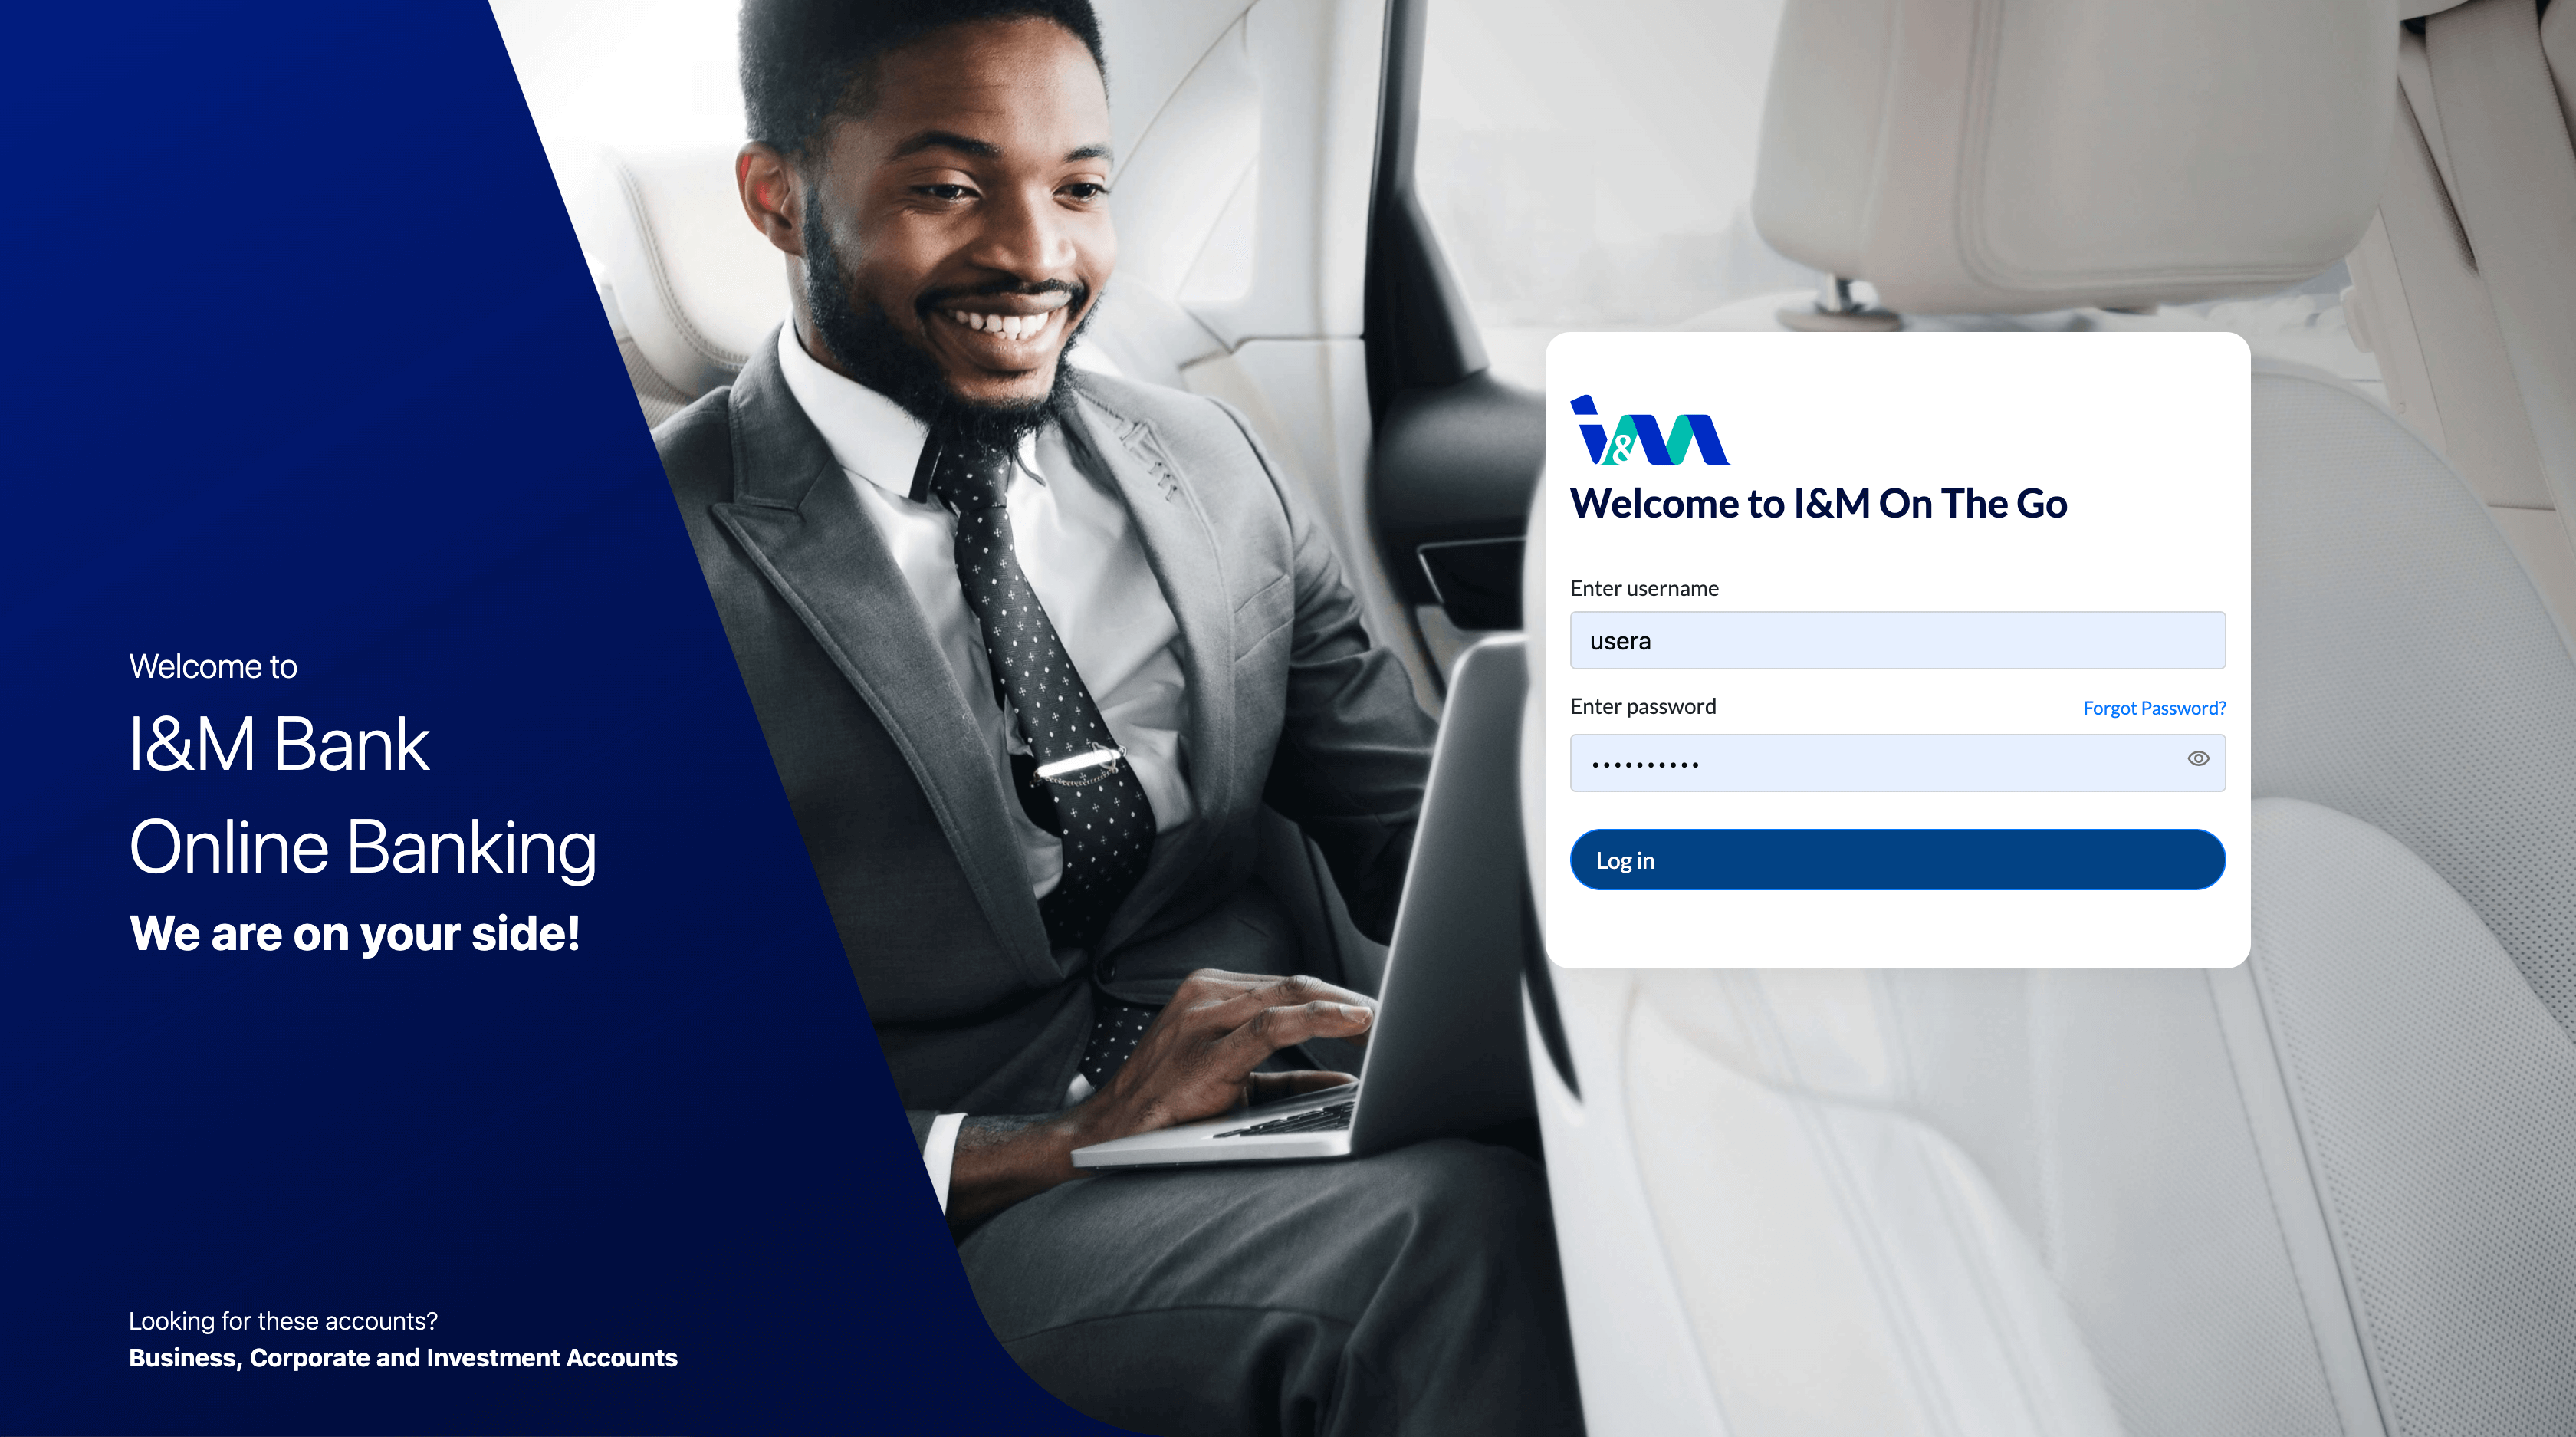 Welcome to
I&M Bank
Online Banking
We are on your side!
Looking for these accounts?
Business, Corporate and Investment Accounts
i&m
Welcome to I&M On The Go
Enter username
usera
Enter password
Forgot Password?
••••••••••
Log in